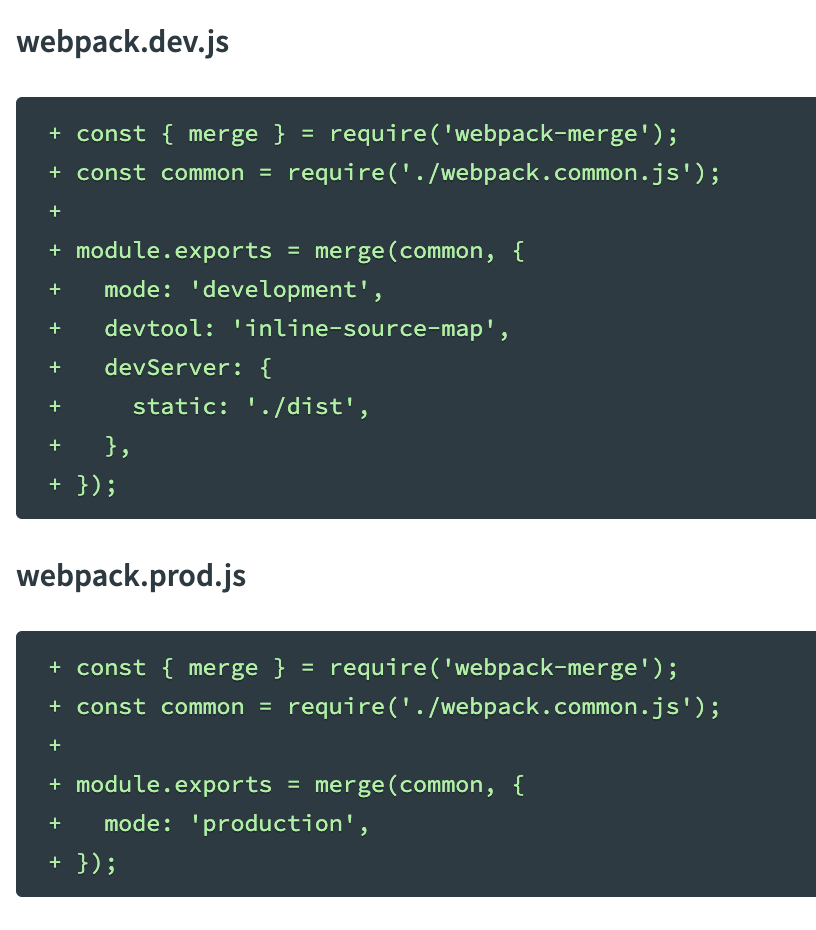 webpack.dev.js
+ const { merge } = require('webpack-merge');
+ const common = require('./webpack.common.js');
+
+ module.exports = merge(common, {
+   mode: 'development',
+   devtool: 'inline-source-map',
+   devServer: {
+     static: './dist',
+   },
+ });
webpack.prod.js
+ const { merge } = require('webpack-merge');
+ const common = require('./webpack.common.js');
+
+ module.exports = merge(common, {
+   mode: 'production',
+ });